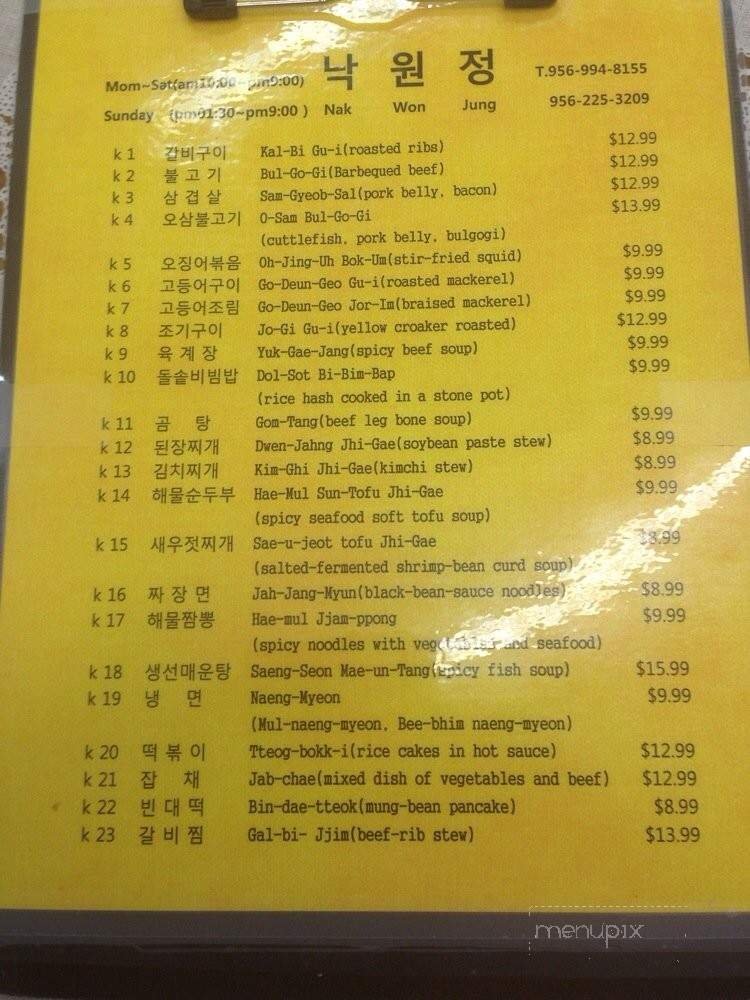 Mom~Sat(am10:00~pm9:00) 낙 원 정 T.956-994-8155
Sunday (pm01:30~pm9:00 ) Nak Won Jung 956-225-3209
k 1 갈비구이 Kal-Bi Gu-i(roasted ribs) $12.99
k 2 불 고 기 Bul-Go-Gi(Barbequed beef) $12.99
k 3 삼 겹 살 Sam-Gyeob-Sal(pork belly, bacon) $12.99
k 4 오삼불고기 O-Sam Bul-Go-Gi $13.99
(cuttlefish, pork belly, bulgogi)
k 5 오징어볶음 Oh-Jing-Uh Bok-Um(stir-fried squid) $9.99
k 6 고등어구이 Go-Deun-Geo Gu-i(roasted mackerel) $9.99
k 7 고등어조림 Go-Deun-Geo Jor-Im(braised mackerel) $9.99
k 8 조기구이 Jo-Gi Gu-i(yellow croaker roasted) $12.99
k 9 육 계 장 Yuk-Gae-Jang(spicy beef soup) $9.99
k 10 돌솥비빔밥 Dol-Sot Bi-Bim-Bap $9.99
(rice hash cooked in a stone pot)
k 11 곰 탕 Gom-Tang(beef leg bone soup) $9.99
k 12 된장찌개 Dwen-Jahng Jhi-Gae(soybean paste stew) $8.99
k 13 김치찌개 Kim-Ghi Jhi-Gae(kimchi stew) $8.99
k 14 해물순두부 Hae-Mul Sun-Tofu Jhi-Gae $9.99
(spicy seafood soft tofu soup)
k 15 새우젓찌개 Sae-u-jeot tofu Jhi-Gae $8.99
(salted-fermented shrimp-bean curd soup)
k 16 짜 장 면 Jah-Jang-Myun(black-bean-sauce noodles) $8.99
k 17 해물짬뽕 Hae-mul Jjam-ppong $9.99
(spicy noodles with vegetables and seafood)
k 18 생선매운탕 Saeng-Seon Mae-un-Tang(spicy fish soup) $15.99
k 19 냉 면 Naeng-Myeon $9.99
(Mul-naeng-myeon, Bee-bhim naeng-myeon)
k 20 떡 볶 이 Tteog-bokk-i(rice cakes in hot sauce) $12.99
k 21 잡 채 Jab-chae(mixed dish of vegetables and beef) $12.99
k 22 빈 대 떡 Bin-dae-tteok(mung-bean pancake) $8.99
k 23 갈 비 찜 Gal-bi- Jjim(beef-rib stew) $13.99
menupix